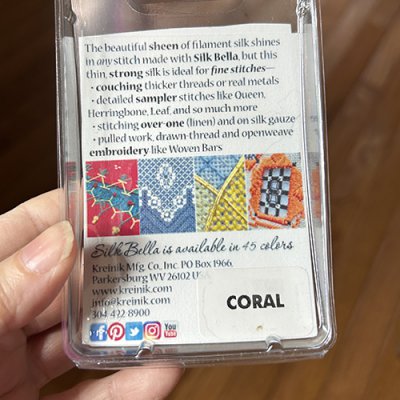 The beautiful sheen of filament silk shines
in any stitch made with Silk Bella, but this
thin, strong silk is ideal for fine stitches—
• couching thicker threads or real metals
• detailed sampler stitches like Queen,
Herringbone, Leaf, and so much more
• stitching over-one (linen) and on silk gauze
• pulled work, drawn-thread and openweave
embroidery like Woven Bars
Silk Bella is available in 45 colors
Kreinik Mfg. Co., Inc. PO Box 1966,
Parkersburg WV 26102
www.kreinik.com
info@kreinik.com
304 422 8900
CORAL
You
Tube